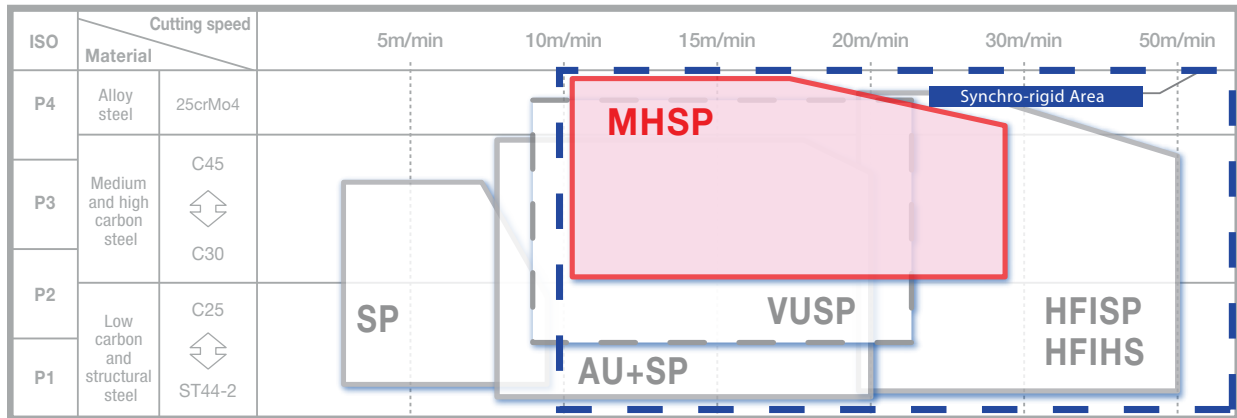 ISO
Cutting speed
Material
5m/min
10m/min
15m/min
20m/min
30m/min
50m/min
P4
Alloy
steel
25crMo4
Synchro-rigid Area
MHSP
P3
Medium
and high
carbon
steel
C45
C30
P2
P1
Low
carbon
and
structural
steel
C25
ST44-2
SP
VUSP
AU+SP
HFISP
HFIHS